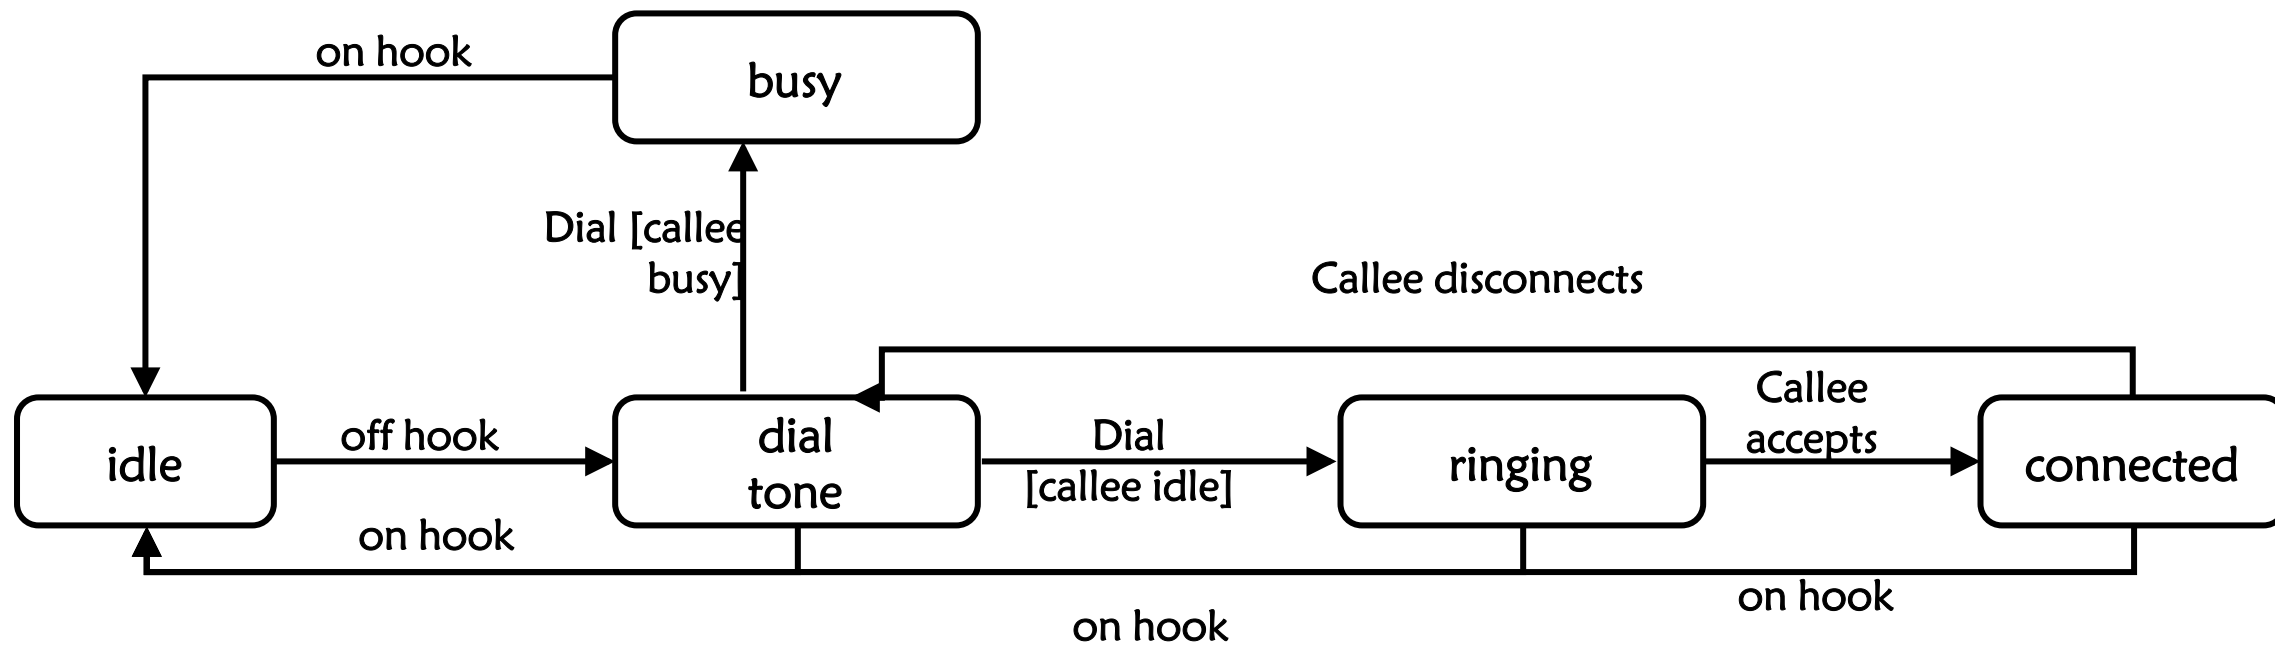 on hook
busy
Dial [callee
busy]
Callee disconnects
idle
off hook
dial
tone
Dial
[callee idle]
ringing
Callee
accepts
connected
on hook
on hook
on hook